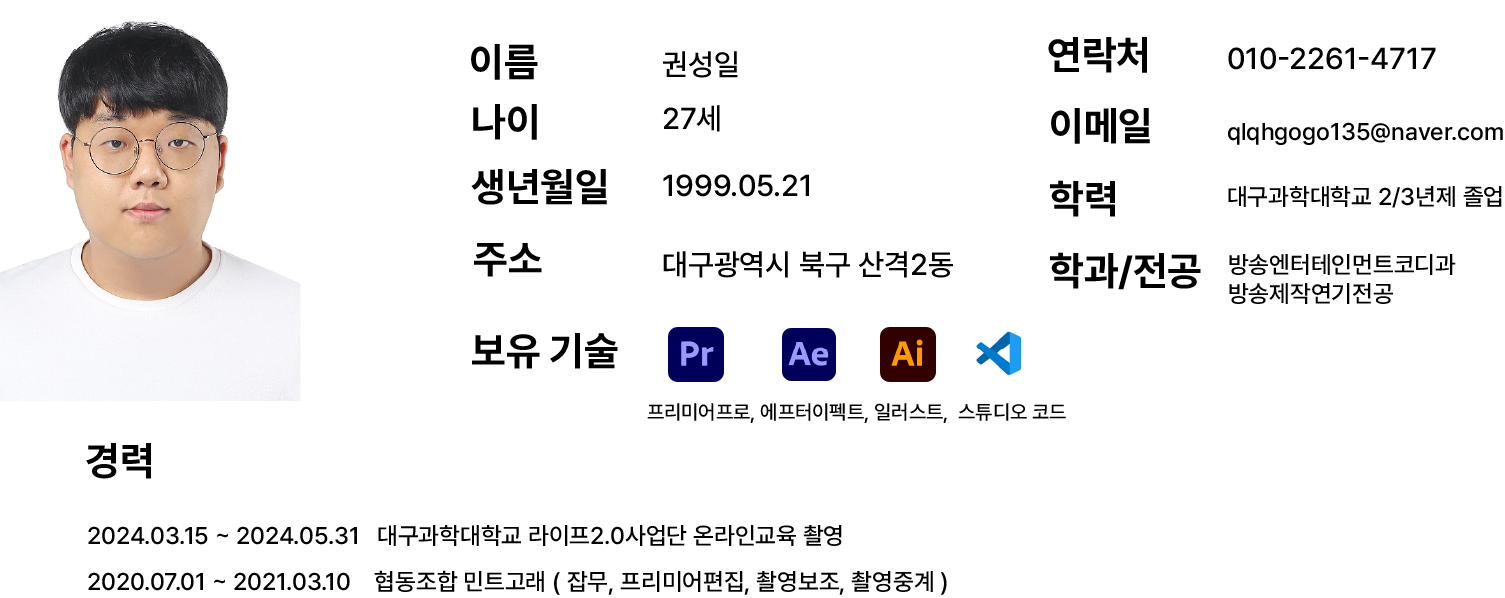 이름 권성일
나이 27세
생년월일 1999.05.21
주소 대구광역시 북구 산격2동
보유 기술
Pr Ae Ai
프리미어프로, 에프터이펙트, 일러스트, 스튜디오 코드
연락처 010-2261-4717
이메일 qlqhgogo135@naver.com
학력 대구과학대학교 2/3년제 졸업
학과/전공 방송엔터테인먼트코디과
방송제작연기전공
경력
2024.03.15 ~ 2024.05.31 대구과학대학교 라이프2.0사업단 온라인교육 촬영
2020.07.01 ~ 2021.03.10 협동조합 민트고래 ( 잡무, 프리미어편집, 촬영보조, 촬영중계 )